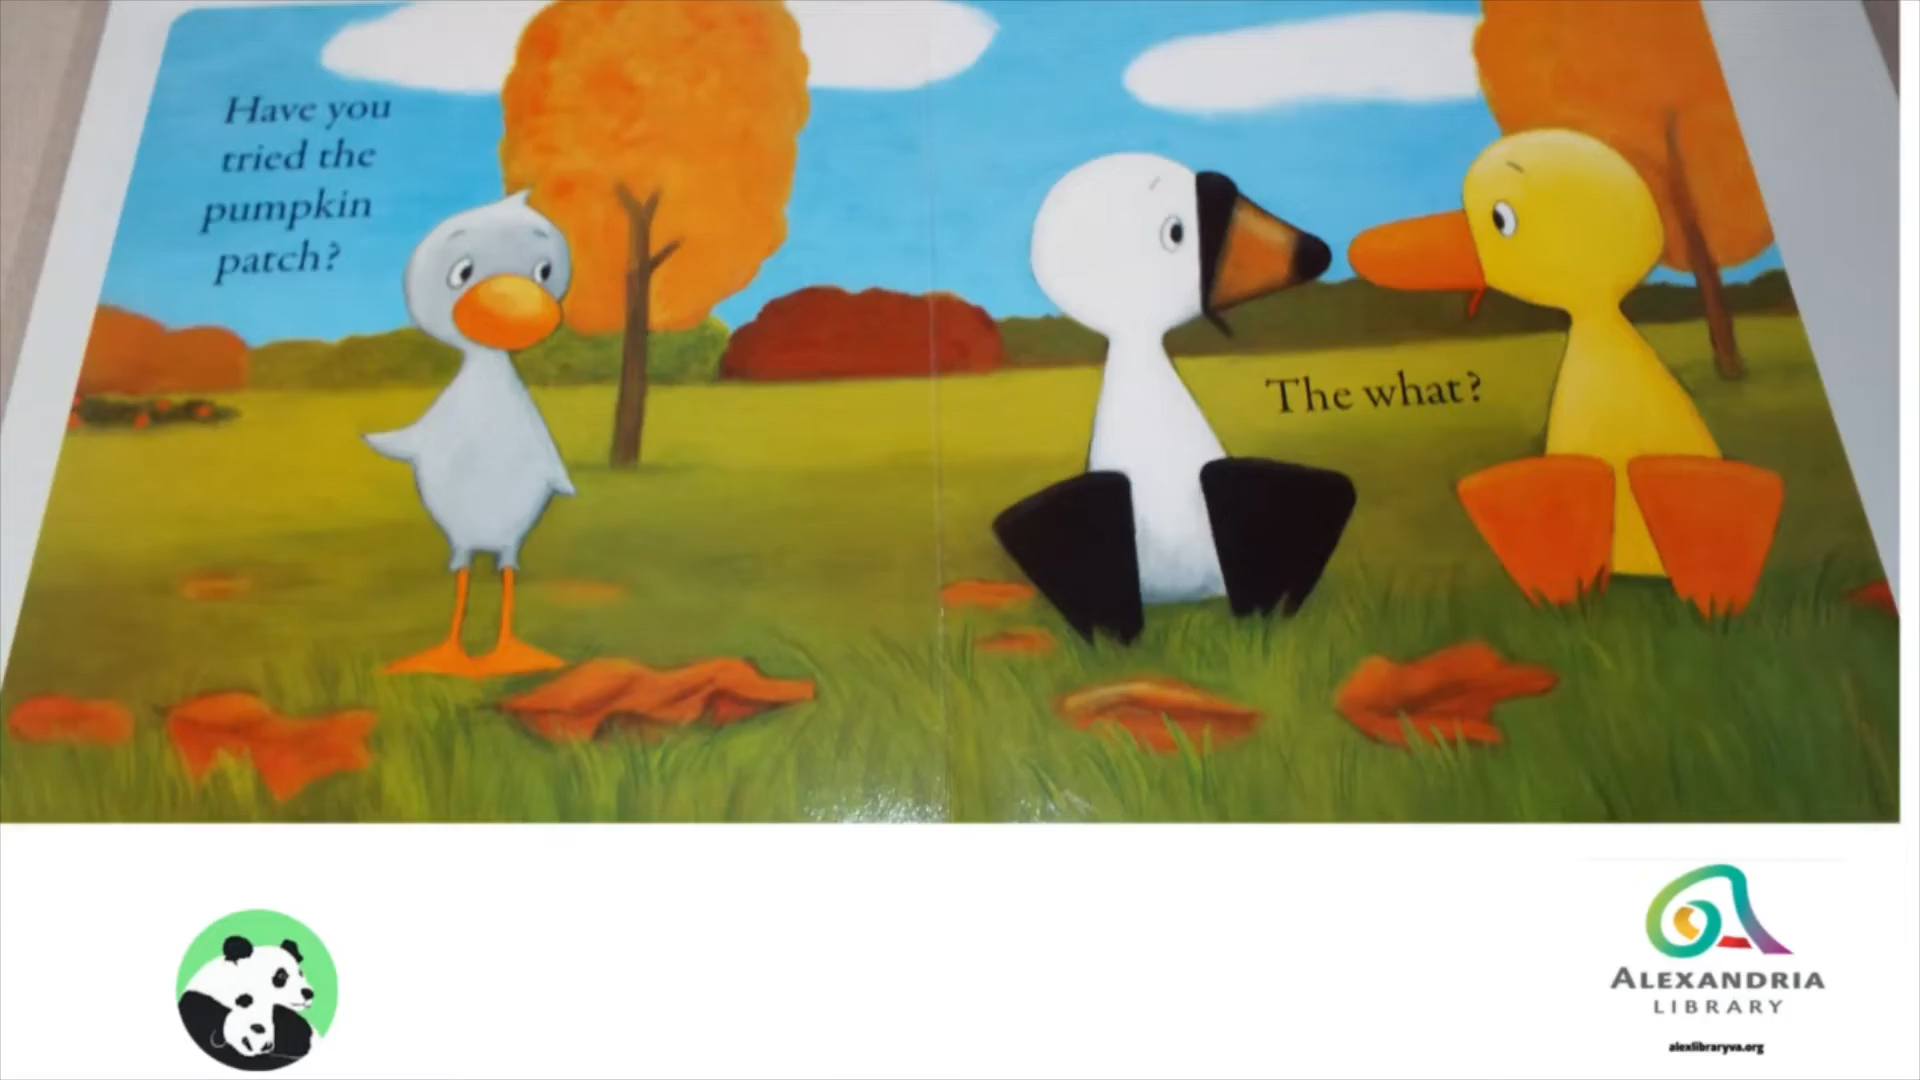 Have you
tried the
pumpkin
patch?
The what?
ALEXANDRIA
LIBRARY
alexlibraryva.org